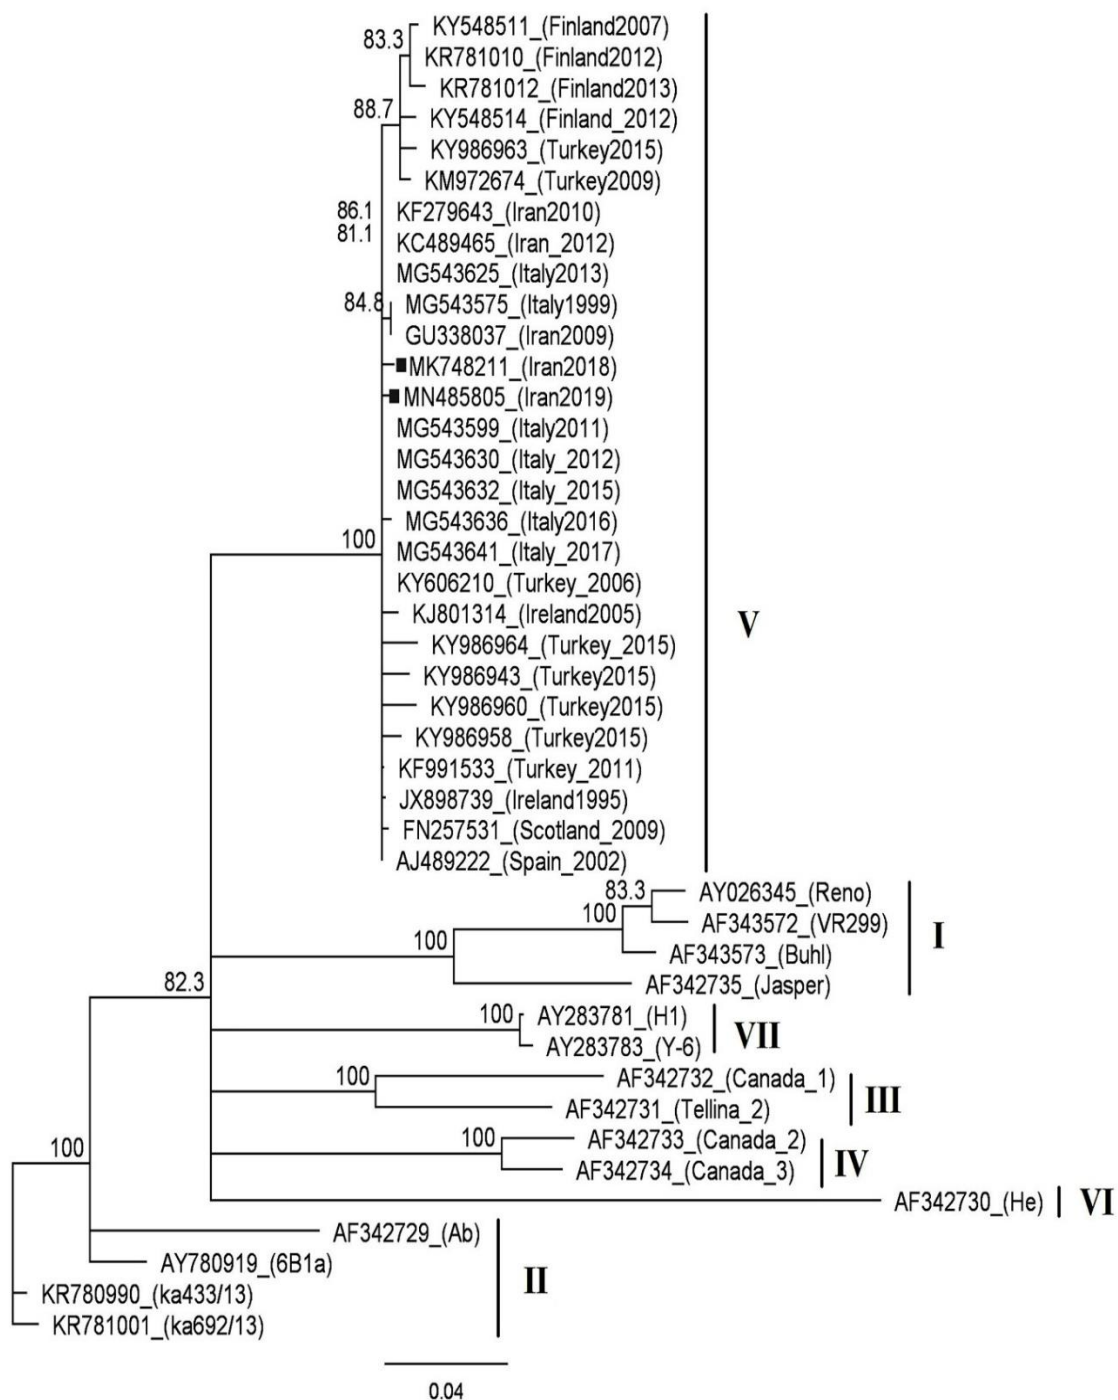 KY548511_(Finland2007)
83.3
KR781010_(Finland2012)
KR781012_(Finland2013)
88.7
KY548514_(Finland_2012)
KY986963_(Turkey2015)
KM972674_(Turkey2009)
86.1
KF279643_(Iran2010)
81.1
KC489465_(Iran_2012)
MG543625_(Italy2013)
84.8
MG543575_(Italy1999)
GU338037_(Iran2009)
MK748211_(Iran2018)
MN485805_(Iran2019)
MG543599_(Italy2011)
MG543630_(Italy_2012)
MG543632_(Italy_2015)
MG543636_(Italy2016)
100
MG543641_(Italy_2017)
KY606210_(Turkey_2006)
KJ801314_(Ireland2005)
V
KY986964_(Turkey_2015)
KY986943_(Turkey2015)
KY986960_(Turkey2015)
KY986958_(Turkey2015)
KF991533_(Turkey_2011)
JX898739_(Ireland1995)
FN257531_(Scotland_2009)
AJ489222_(Spain_2002)
83.3
AY026345_(Reno)
100
AF343572_(VR299)
I
100
AF343573_(Buhl)
AF342735_(Jasper)
82.3
100
AY283781_(H1)
VII
AY283783_(Y-6)
100
AF342732_(Canada_1)
III
AF342731_(Tellina_2)
100
AF342733_(Canada_2)
IV
100
AF342734_(Canada_3)
AF342730_(He)
VI
AF342729_(Ab)
AY780919_(6B1a)
II
KR780990_(ka433/13)
KR781001_(ka692/13)
0.04